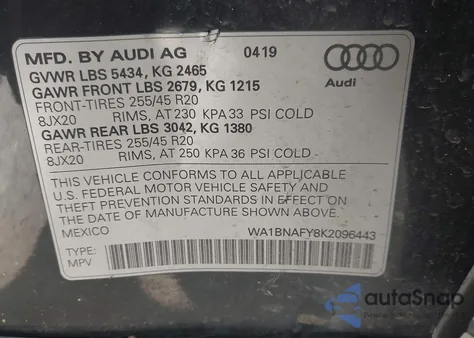 MFD. BY AUDI AG 04/19
GVWR LBS 5434, KG 2465
GAWR FRONT LBS 2679, KG 1215
FRONT-TIRES 255/45 R20
8JX20 RIMS, AT 230 KPA 33 PSI COLD
GAWR REAR LBS 3042, KG 1380
REAR-TIRES 255/45 R20
8JX20 RIMS, AT 250 KPA 36 PSI COLD
Audi
THIS VEHICLE CONFORMS TO ALL APPLICABLE
U.S. FEDERAL MOTOR VEHICLE SAFETY AND
THEFT PREVENTION STANDARDS IN EFFECT ON THE
DATE OF MANUFACTURE SHOWN ABOVE.
MEXICO WA1BNAFY8K2096443
TYPE:
MPV
autoSnap